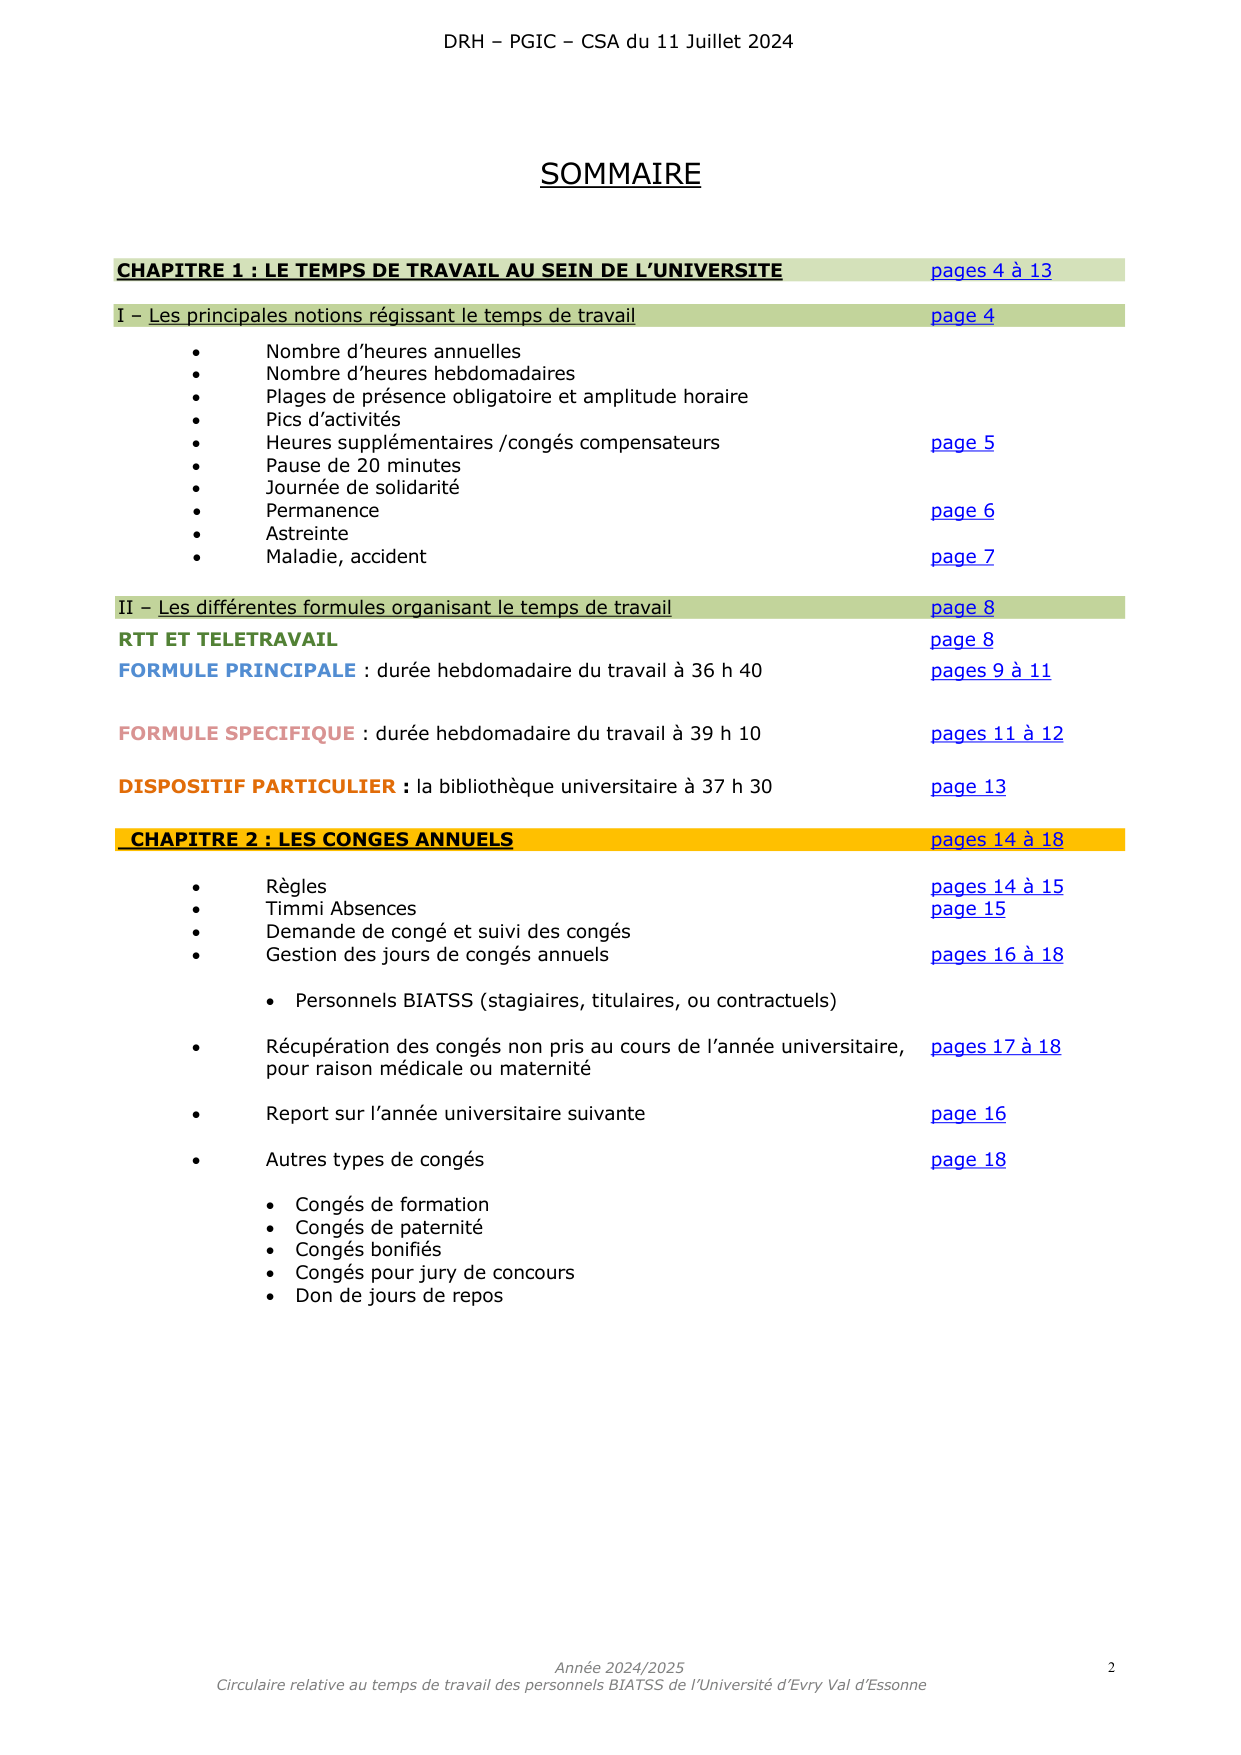 DRH – PGIC – CSA du 11 Juillet 2024
SOMMAIRE
CHAPITRE 1 : LE TEMPS DE TRAVAIL AU SEIN DE L’UNIVERSITE pages 4 à 13
I – Les principales notions régissant le temps de travail page 4
• Nombre d’heures annuelles
• Nombre d’heures hebdomadaires
• Plages de présence obligatoire et amplitude horaire
• Pics d’activités
• Heures supplémentaires /congés compensateurs page 5
• Pause de 20 minutes
• Journée de solidarité
• Permanence page 6
• Astreinte
• Maladie, accident page 7
II – Les différentes formules organisant le temps de travail page 8
RTT ET TELETRAVAIL page 8
FORMULE PRINCIPALE : durée hebdomadaire du travail à 36 h 40 pages 9 à 11
FORMULE SPECIFIQUE : durée hebdomadaire du travail à 39 h 10 pages 11 à 12
DISPOSITIF PARTICULIER : la bibliothèque universitaire à 37 h 30 page 13
CHAPITRE 2 : LES CONGES ANNUELS pages 14 à 18
• Règles pages 14 à 15
• Timmi Absences page 15
• Demande de congé et suivi des congés
• Gestion des jours de congés annuels pages 16 à 18
• Personnels BIATSS (stagiaires, titulaires, ou contractuels)
• Récupération des congés non pris au cours de l’année universitaire, pages 17 à 18
pour raison médicale ou maternité
• Report sur l’année universitaire suivante page 16
• Autres types de congés page 18
• Congés de formation
• Congés de paternité
• Congés bonifiés
• Congés pour jury de concours
• Don de jours de repos
Année 2024/2025 2
Circulaire relative au temps de travail des personnels BIATSS de l’Université d’Evry Val d’Essonne